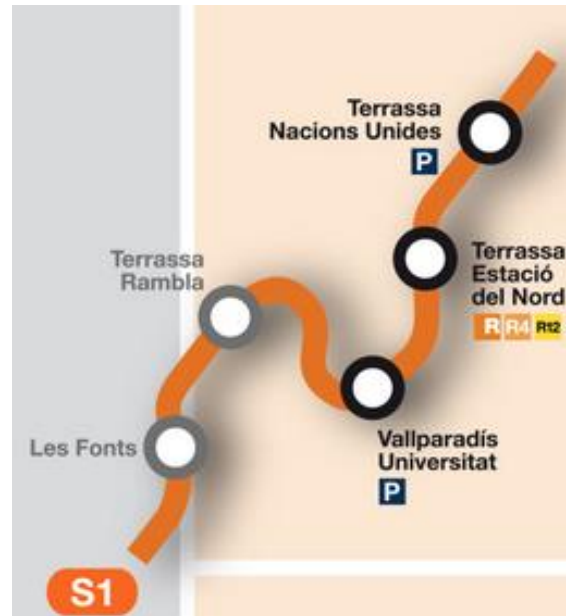 Terrassa
Nacions Unides
P
Terrassa
Estació
del Nord
R R4 R12
Terrassa
Rambla
Vallparadís
Universitat
P
Les Fonts
S1